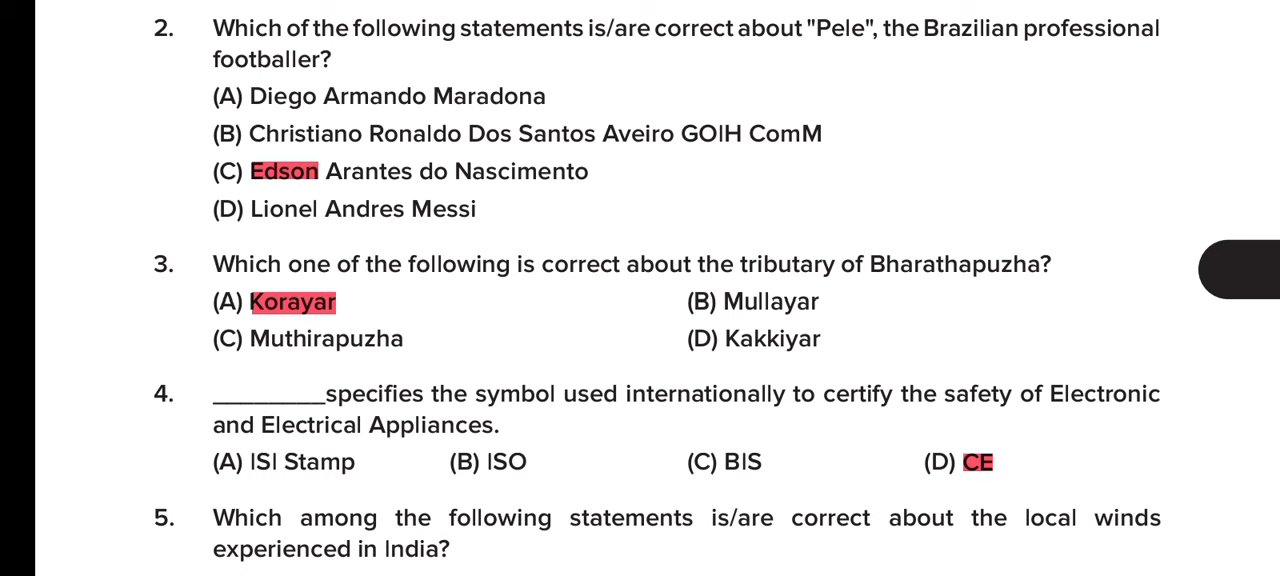 2. Which of the following statements is/are correct about "Pele", the Brazilian professional
footballer?
(A) Diego Armando Maradona
(B) Christiano Ronaldo Dos Santos Aveiro GOIH ComM
(C) Edson Arantes do Nascimento
(D) Lionel Andres Messi
3. Which one of the following is correct about the tributary of Bharathapuzha?
(A) Korayar (B) Mullayar
(C) Muthirapuzha (D) Kakkiyar
4. ________specifies the symbol used internationally to certify the safety of Electronic
and Electrical Appliances.
(A) ISI Stamp (B) ISO (C) BIS (D) CE
5. Which among the following statements is/are correct about the local winds
experienced in India?